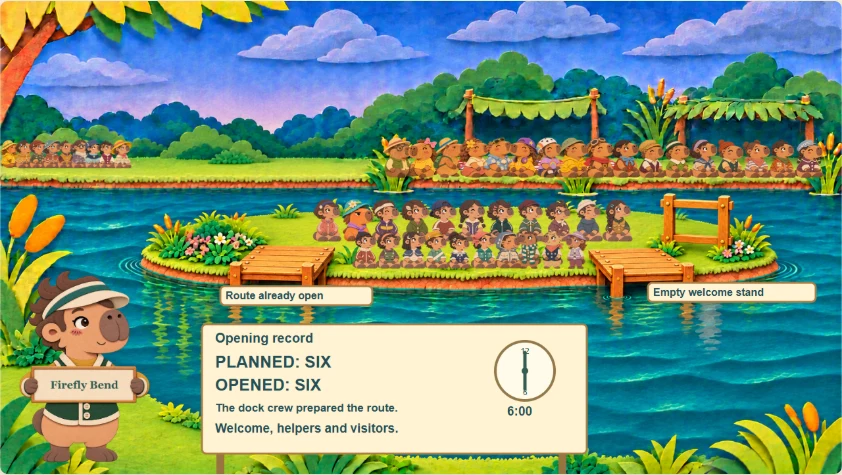 Route already open
Empty welcome stand
Opening record
PLANNED: SIX
OPENED: SIX
The dock crew prepared the route.
Welcome, helpers and visitors.
12
6
6:00
Firefly Bend